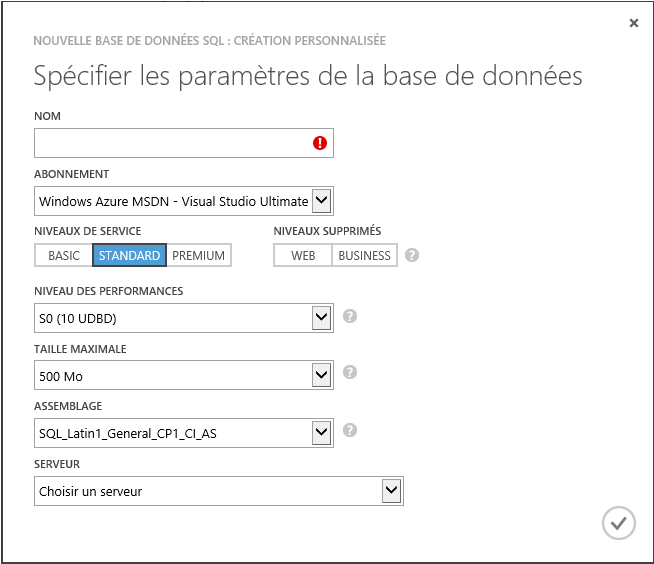 NOUVELLE BASE DE DONNÉES SQL : CRÉATION PERSONNALISÉE
Spécifier les paramètres de la base de données
NOM
ABONNEMENT
Windows Azure MSDN - Visual Studio Ultimate
NIVEAUX DE SERVICE NIVEAUX SUPPRIMÉS
BASIC STANDARD PREMIUM WEB BUSINESS ?
NIVEAU DES PERFORMANCES
S0 (10 UDBD) ?
TAILLE MAXIMALE
500 Mo ?
ASSEMBLAGE
SQL_Latin1_General_CP1_CI_AS ?
SERVEUR
Choisir un serveur